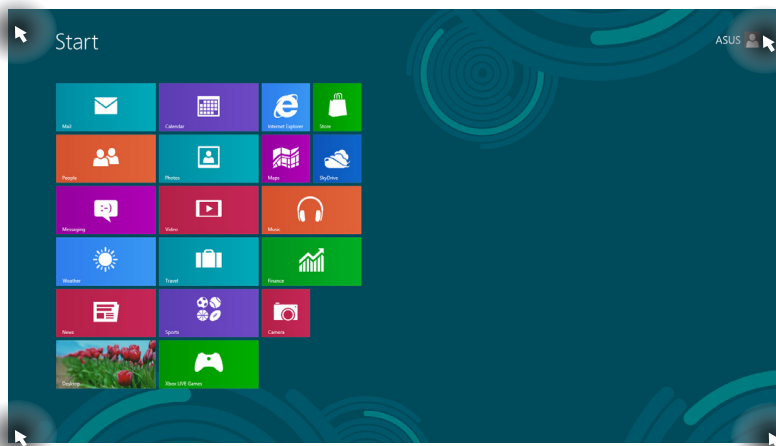 Start
ASUS
Mail
Calendar
Internet Explorer
Store
People
Photos
Maps
SkyDrive
Messaging
:-)
Video
Music
Weather
Travel
Finance
News
Sports
Camera
Desktop
Xbox LIVE Games